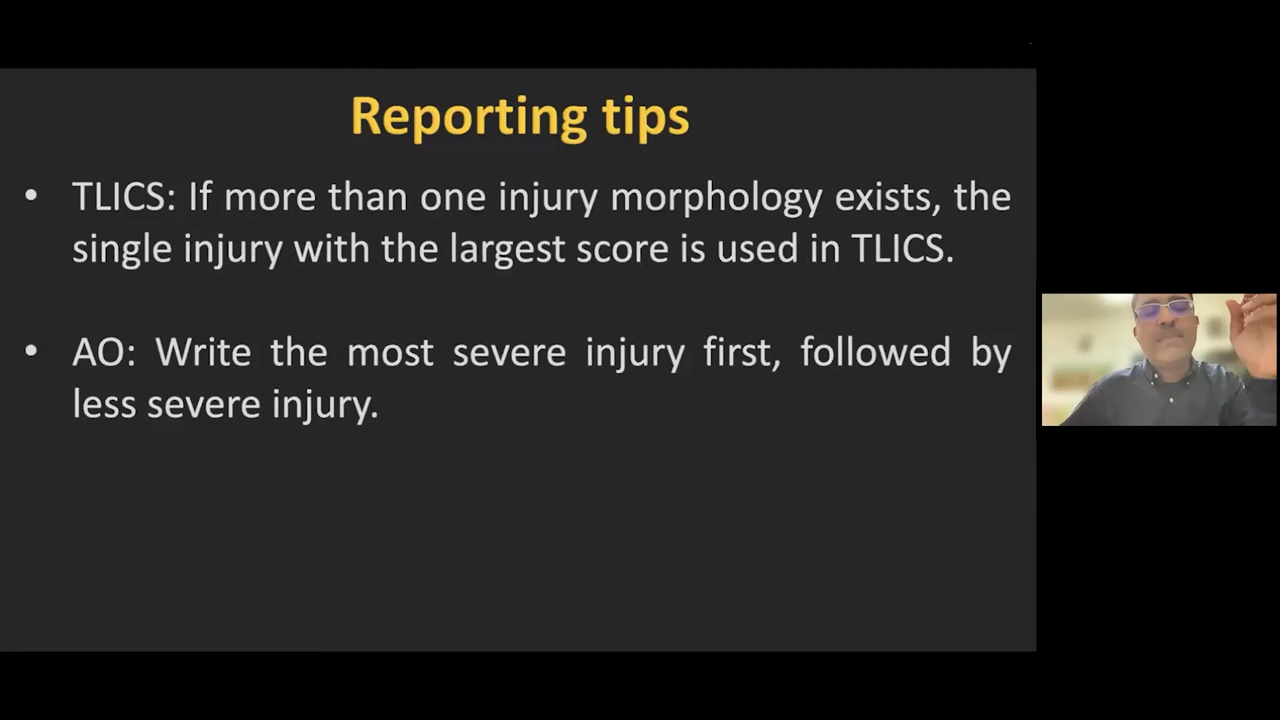 Reporting tips
• TLICS: If more than one injury morphology exists, the
single injury with the largest score is used in TLICS.
• AO: Write the most severe injury first, followed by
less severe injury.